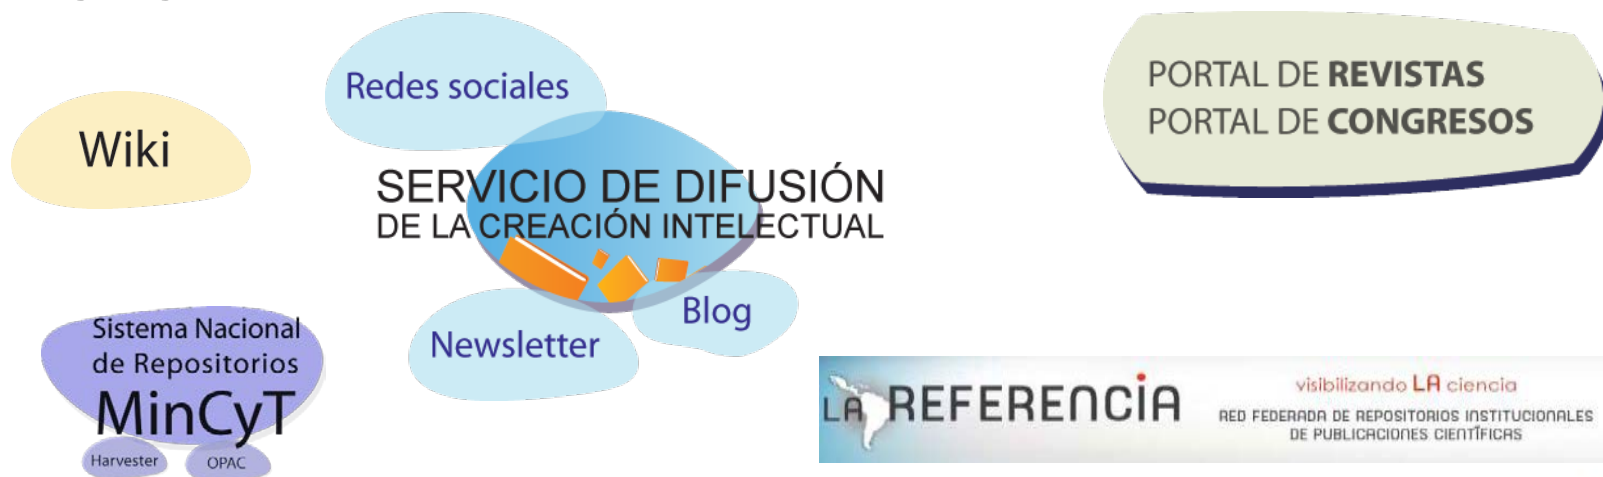 Redes sociales
Wiki
SERVICIO DE DIFUSIÓN
DE LA CREACIÓN INTELECTUAL
Newsletter
Blog
PORTAL DE REVISTAS
PORTAL DE CONGRESOS
Sistema Nacional
de Repositorios
MinCyT
Harvester
OPAC
LA REFERENCIA
visibilizando LA ciencia
RED FEDERADA DE REPOSITORIOS INSTITUCIONALES
DE PUBLICACIONES CIENTÍFICAS